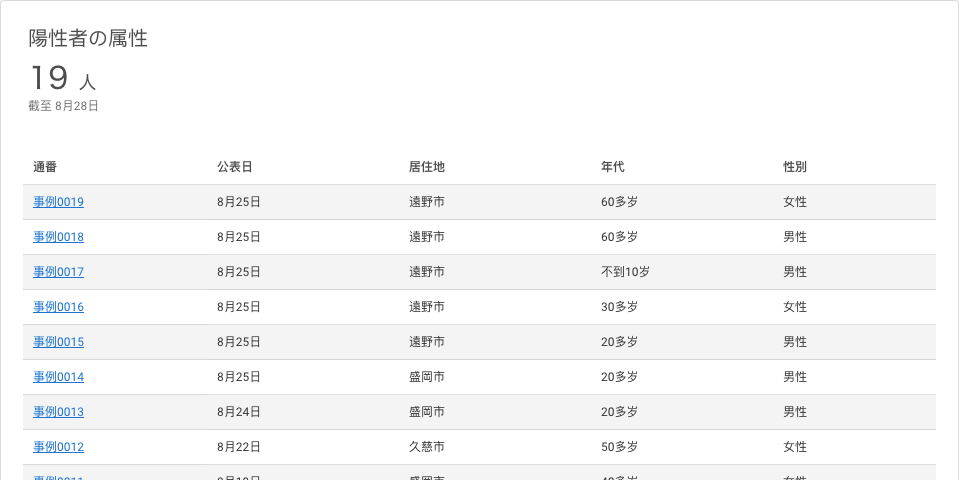 陽性者の属性
19 人
截至 8月28日
通番 公表日 居住地 年代 性別
事例0019 8月25日 遠野市 60多岁 女性
事例0018 8月25日 遠野市 60多岁 男性
事例0017 8月25日 遠野市 不到10岁 男性
事例0016 8月25日 遠野市 30多岁 女性
事例0015 8月25日 遠野市 20多岁 男性
事例0014 8月25日 盛岡市 20多岁 男性
事例0013 8月24日 盛岡市 20多岁 男性
事例0012 8月22日 久慈市 50多岁 女性